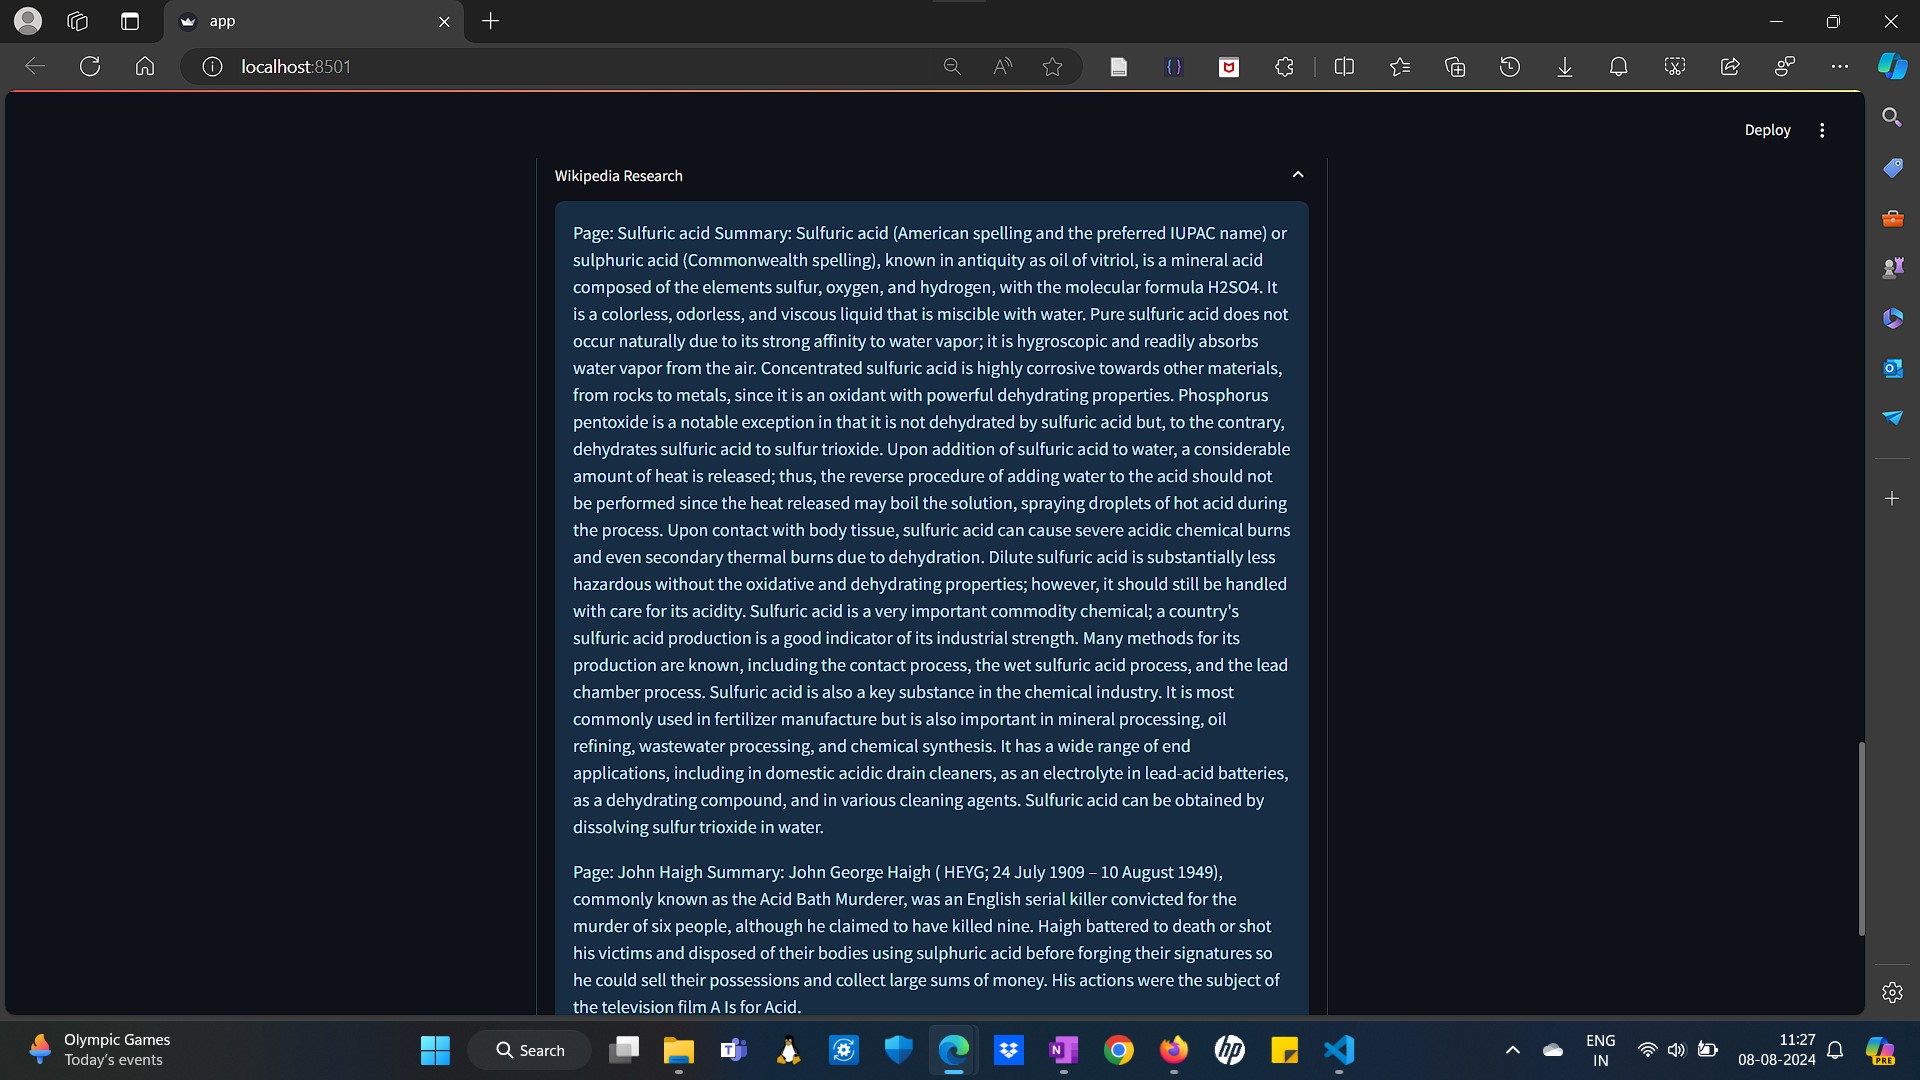 app
localhost:8501
Deploy
Wikipedia Research
Page: Sulfuric acid Summary: Sulfuric acid (American spelling and the preferred IUPAC name) or
sulphuric acid (Commonwealth spelling), known in antiquity as oil of vitriol, is a mineral acid
composed of the elements sulfur, oxygen, and hydrogen, with the molecular formula H2SO4. It
is a colorless, odorless, and viscous liquid that is miscible with water. Pure sulfuric acid does not
occur naturally due to its strong affinity to water vapor; it is hygroscopic and readily absorbs
water vapor from the air. Concentrated sulfuric acid is highly corrosive towards other materials,
from rocks to metals, since it is an oxidant with powerful dehydrating properties. Phosphorus
pentoxide is a notable exception in that it is not dehydrated by sulfuric acid but, to the contrary,
dehydrates sulfuric acid to sulfur trioxide. Upon addition of sulfuric acid to water, a considerable
amount of heat is released; thus, the reverse procedure of adding water to the acid should not
be performed since the heat released may boil the solution, spraying droplets of hot acid during
the process. Upon contact with body tissue, sulfuric acid can cause severe acidic chemical burns
and even secondary thermal burns due to dehydration. Dilute sulfuric acid is substantially less
hazardous without the oxidative and dehydrating properties; however, it should still be handled
with care for its acidity. Sulfuric acid is a very important commodity chemical; a country's
sulfuric acid production is a good indicator of its industrial strength. Many methods for its
production are known, including the contact process, the wet sulfuric acid process, and the lead
chamber process. Sulfuric acid is also a key substance in the chemical industry. It is most
commonly used in fertilizer manufacture but is also important in mineral processing, oil
refining, wastewater processing, and chemical synthesis. It has a wide range of end
applications, including in domestic acidic drain cleaners, as an electrolyte in lead-acid batteries,
as a dehydrating compound, and in various cleaning agents. Sulfuric acid can be obtained by
dissolving sulfur trioxide in water.
Page: John Haigh Summary: John George Haigh ( HEYG; 24 July 1909 – 10 August 1949),
commonly known as the Acid Bath Murderer, was an English serial killer convicted for the
murder of six people, although he claimed to have killed nine. Haigh battered to death or shot
his victims and disposed of their bodies using sulphuric acid before forging their signatures so
he could sell their possessions and collect large sums of money. His actions were the subject of
the television film A Is for Acid.
Olympic Games
Today's events
Search
ENG
IN
11:27
08-08-2024
PRE